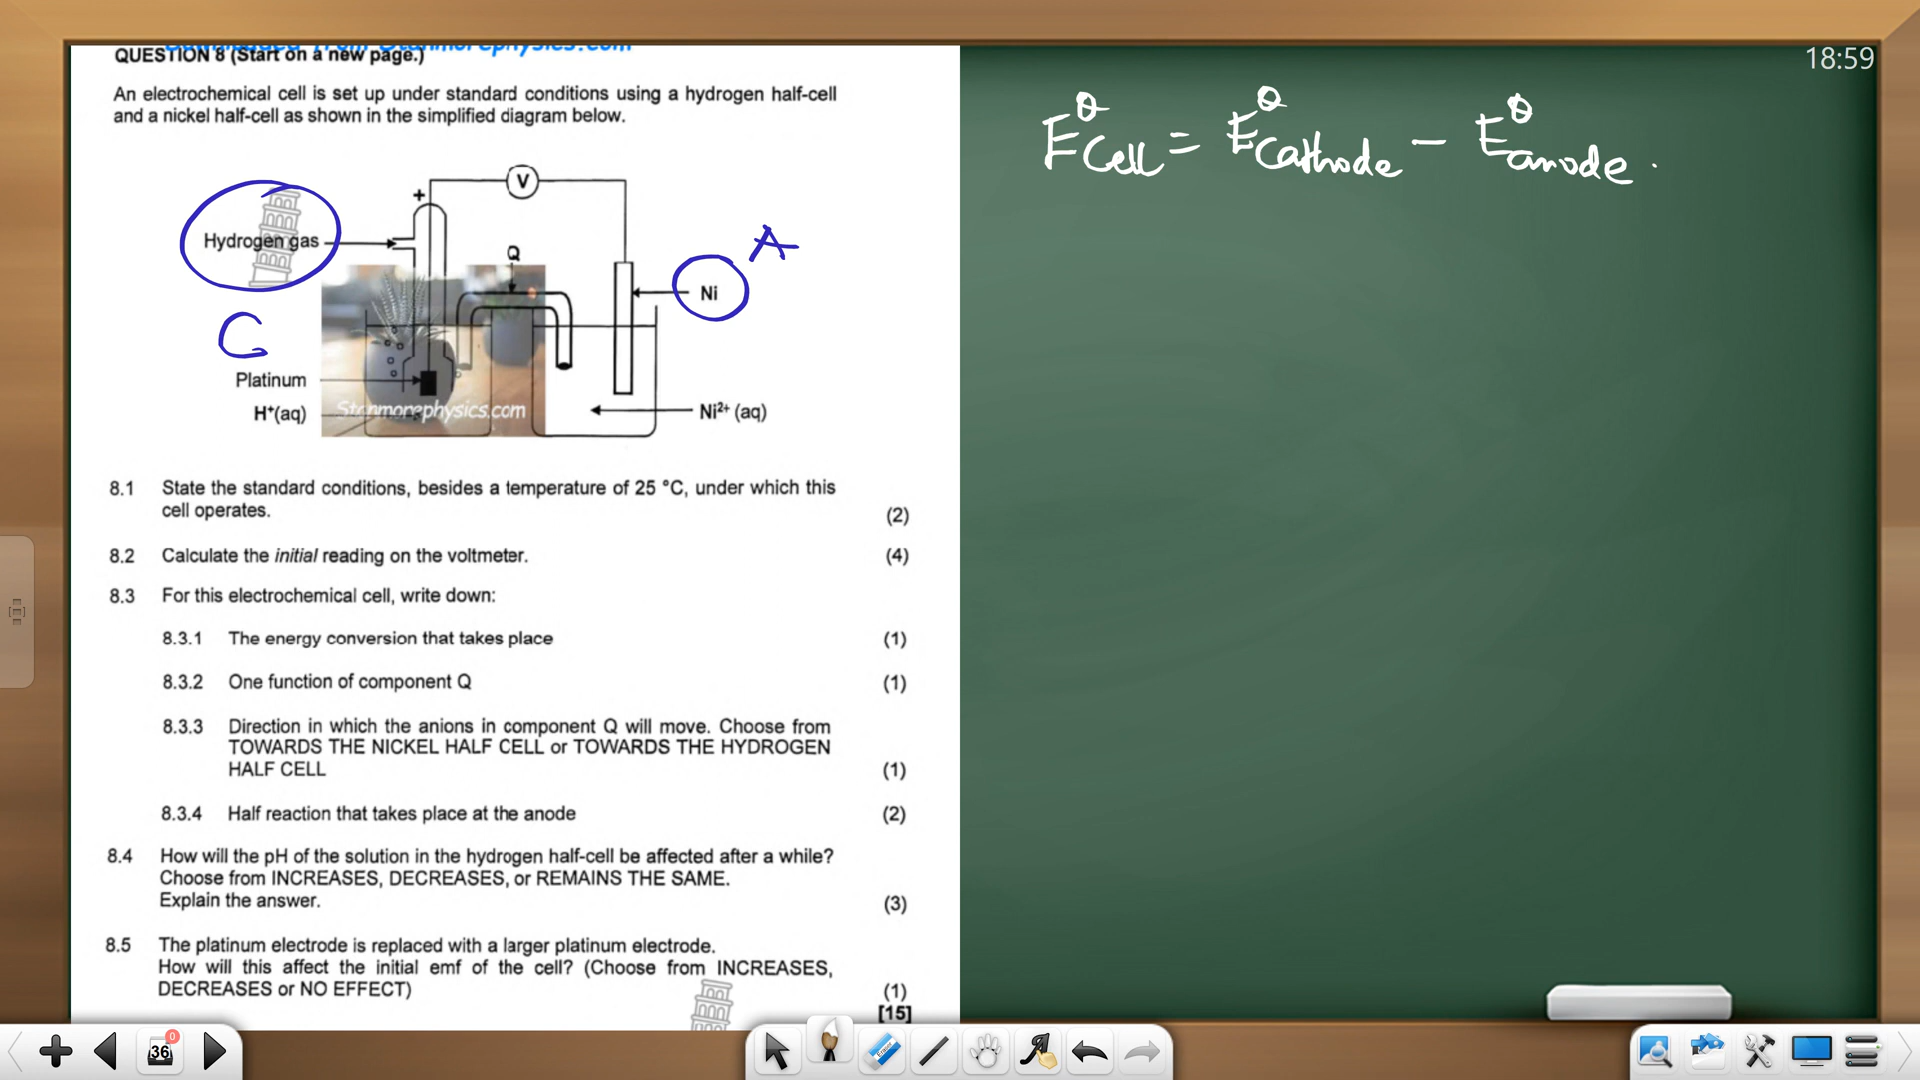 Downloaded from Stanmorephysics.com
QUESTION 8 (Start on a new page.)
18:59
An electrochemical cell is set up under standard conditions using a hydrogen half-cell
and a nickel half-cell as shown in the simplified diagram below.
E°Cell = E°Cathode - E°anode.
V
+
A
Hydrogen gas
Q
Ni
C
Platinum
H⁺(aq)
Stanmorephysics.com
Ni²⁺ (aq)
8.1 State the standard conditions, besides a temperature of 25 °C, under which this
cell operates. (2)
8.2 Calculate the initial reading on the voltmeter. (4)
8.3 For this electrochemical cell, write down:
8.3.1 The energy conversion that takes place (1)
8.3.2 One function of component Q (1)
8.3.3 Direction in which the anions in component Q will move. Choose from
TOWARDS THE NICKEL HALF CELL or TOWARDS THE HYDROGEN
HALF CELL (1)
8.3.4 Half reaction that takes place at the anode (2)
8.4 How will the pH of the solution in the hydrogen half-cell be affected after a while?
Choose from INCREASES, DECREASES, or REMAINS THE SAME.
Explain the answer. (3)
8.5 The platinum electrode is replaced with a larger platinum electrode.
How will this affect the initial emf of the cell? (Choose from INCREASES,
DECREASES or NO EFFECT) (1)
[15]
36
0